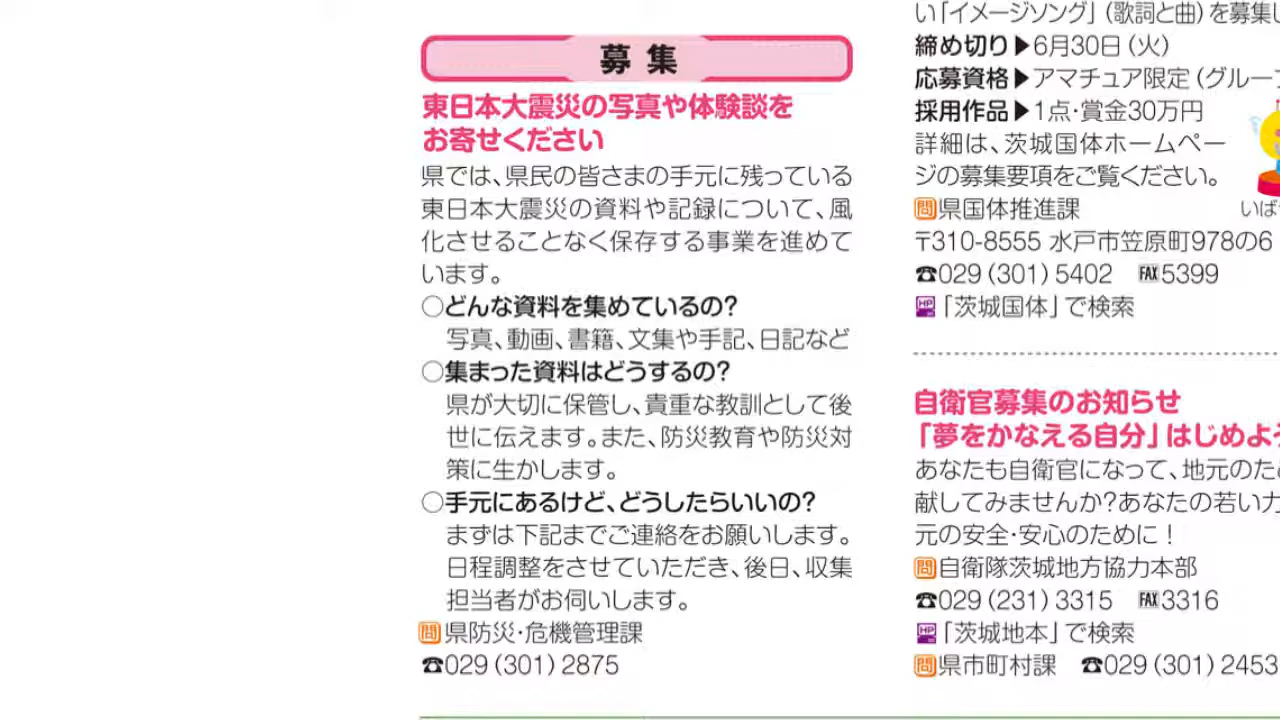 募集
東日本大震災の写真や体験談を
お寄せください
県では、県民の皆さまの手元に残っている
東日本大震災の資料や記録について、風
化させることなく保存する事業を進めて
います。
○どんな資料を集めているの?
写真、動画、書籍、文集や手記、日記など
○集まった資料はどうするの?
県が大切に保管し、貴重な教訓として後
世に伝えます。また、防災教育や防災対
策に生かします。
○手元にあるけど、どうしたらいいの?
まずは下記までご連絡をお願いします。
日程調整をさせていただき、後日、収集
担当者がお伺いします。
問県防災・危機管理課
☎029(301)2875
い「イメージソング」(歌詞と曲)を募集し
締め切り▶6月30日(火)
応募資格▶アマチュア限定(グループ
採用作品▶1点・賞金30万円
詳細は、茨城国体ホームペー
ジの募集要項をご覧ください。
いば
問県国体推進課
〒310-8555 水戸市笠原町978の6
☎029(301)5402 FAX5399
HP「茨城国体」で検索
自衛官募集のお知らせ
「夢をかなえる自分」はじめよう
あなたも自衛官になって、地元のため
献してみませんか?あなたの若い力
元の安全・安心のために!
問自衛隊茨城地方協力本部
☎029(231)3315 FAX3316
HP「茨城地本」で検索
問県市町村課 ☎029(301)2453